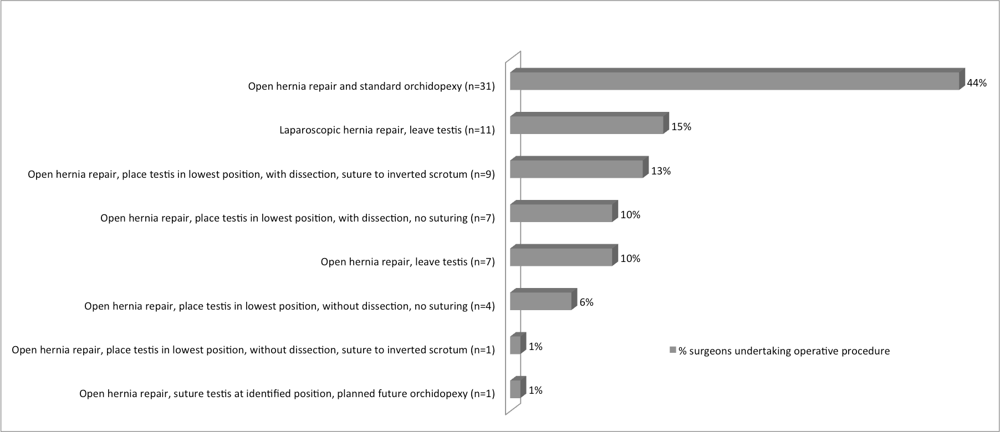 Open hernia repair and standard orchidopexy (n=31)
44%
Laparoscopic hernia repair, leave testis (n=11)
15%
Open hernia repair, place testis in lowest position, with dissection, suture to inverted scrotum (n=9)
13%
Open hernia repair, place testis in lowest position, with dissection, no suturing (n=7)
10%
Open hernia repair, leave testis (n=7)
10%
Open hernia repair, place testis in lowest position, without dissection, no suturing (n=4)
6%
Open hernia repair, place testis in lowest position, without dissection, suture to inverted scrotum (n=1)
1%
% surgeons undertaking operative procedure
Open hernia repair, suture testis at identified position, planned future orchidopexy (n=1)
1%